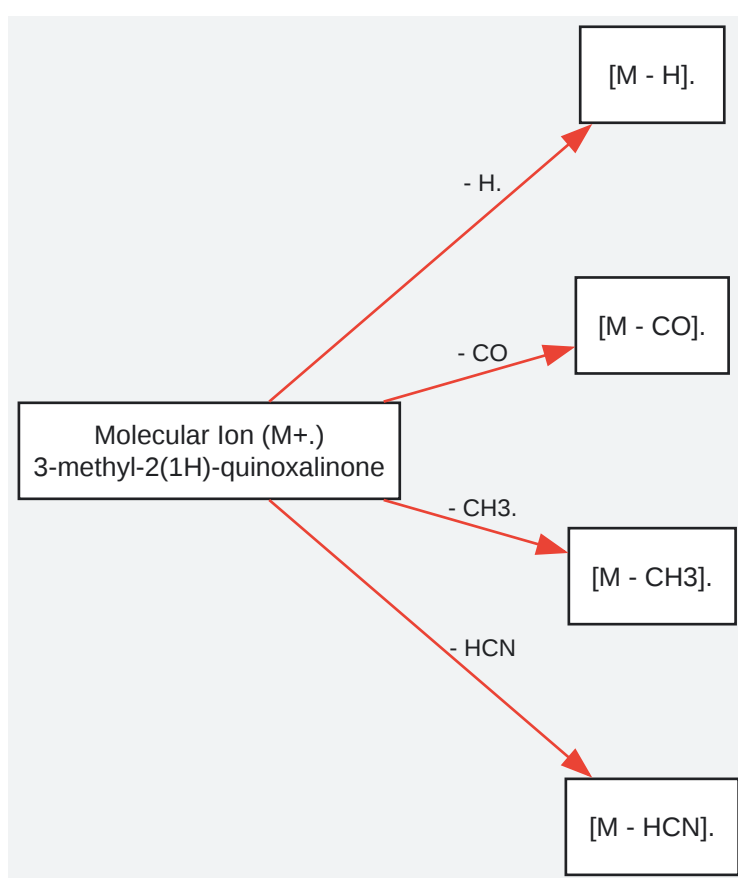 [M - H].
- H.
[M - CO].
- CO
Molecular Ion (M+.)
3-methyl-2(1H)-quinoxalinone
- CH3.
[M - CH3].
- HCN
[M - HCN].